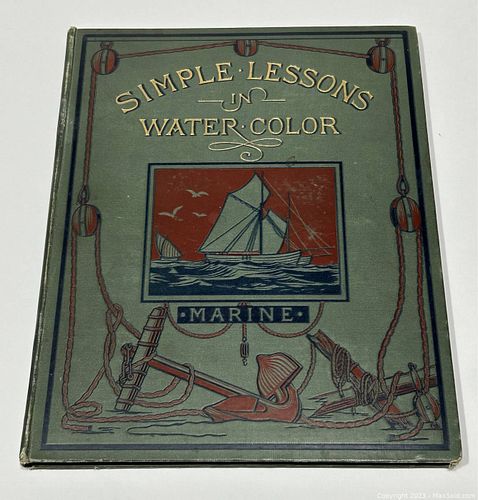 SIMPLE · LESSONS
IN
WATER · COLOR
· MARINE ·
Copyright 2023 - MaxSold.com